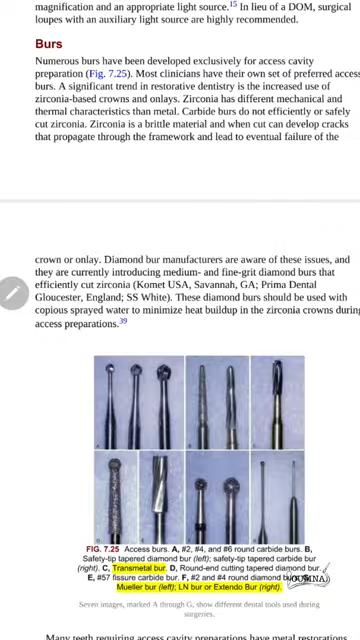 magnification and an appropriate light source.15 In lieu of a DOM, surgical
loupes with an auxiliary light source are highly recommended.
Burs
Numerous burs have been developed exclusively for access cavity
preparation (Fig. 7.25). Most clinicians have their own set of preferred access
burs. A significant trend in restorative dentistry is the increased use of
zirconia-based crowns and onlays. Zirconia has different mechanical and
thermal characteristics than metal. Carbide burs do not efficiently or safely
cut zirconia. Zirconia is a brittle material and when cut can develop cracks
that propagate through the framework and lead to eventual failure of the
crown or onlay. Diamond bur manufacturers are aware of these issues, and
they are currently introducing medium- and fine-grit diamond burs that
efficiently cut zirconia (Komet USA, Savannah, GA; Prima Dental
Gloucester, England; SS White). These diamond burs should be used with
copious sprayed water to minimize heat buildup in the zirconia crowns during
access preparations.39
FIG. 7.25 Access burs. A, #2, #4, and #6 round carbide burs. B,
Safety-tip tapered diamond bur (left); safety-tip tapered carbide bur
(right). C, Transmetal bur. D, Round-end cutting tapered diamond bur.
E, #57 fissure carbide bur. F, #2 and #4 round diamond
Mueller bur (left); LN bur or Extendo Bur (right).
Seven images, marked A through G, show different dental tools used during
surgeries.
Many teeth requiring access cavity preparations have metal restorations